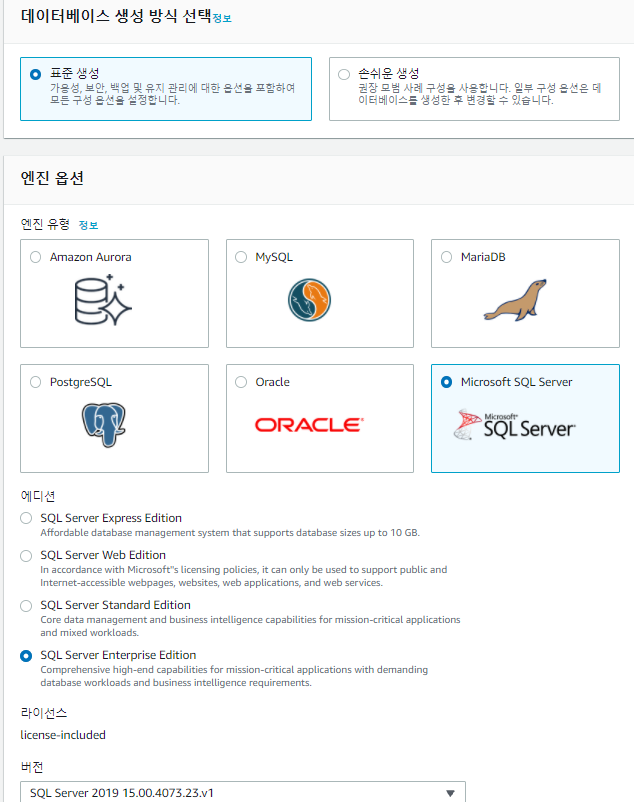 데이터베이스 생성 방식 선택 정보
표준 생성
가용성, 보안, 백업 및 유지 관리에 대한 옵션을 포함하여
모든 구성 옵션을 설정합니다.
손쉬운 생성
권장 모범 사례 구성을 사용합니다. 일부 구성 옵션은 데
이터베이스를 생성한 후 변경할 수 있습니다.
엔진 옵션
엔진 유형 정보
Amazon Aurora
MySQL
MariaDB
PostgreSQL
Oracle
ORACLE
Microsoft SQL Server
Microsoft
SQL Server
에디션
SQL Server Express Edition
Affordable database management system that supports database sizes up to 10 GB.
SQL Server Web Edition
In accordance with Microsoft"s licensing policies, it can only be used to support public and
Internet-accessible webpages, websites, web applications, and web services.
SQL Server Standard Edition
Core data management and business intelligence capabilities for mission-critical applications
and mixed workloads.
SQL Server Enterprise Edition
Comprehensive high-end capabilities for mission-critical applications with demanding
database workloads and business intelligence requirements.
라이선스
license-included
버전
SQL Server 2019 15.00.4073.23.v1